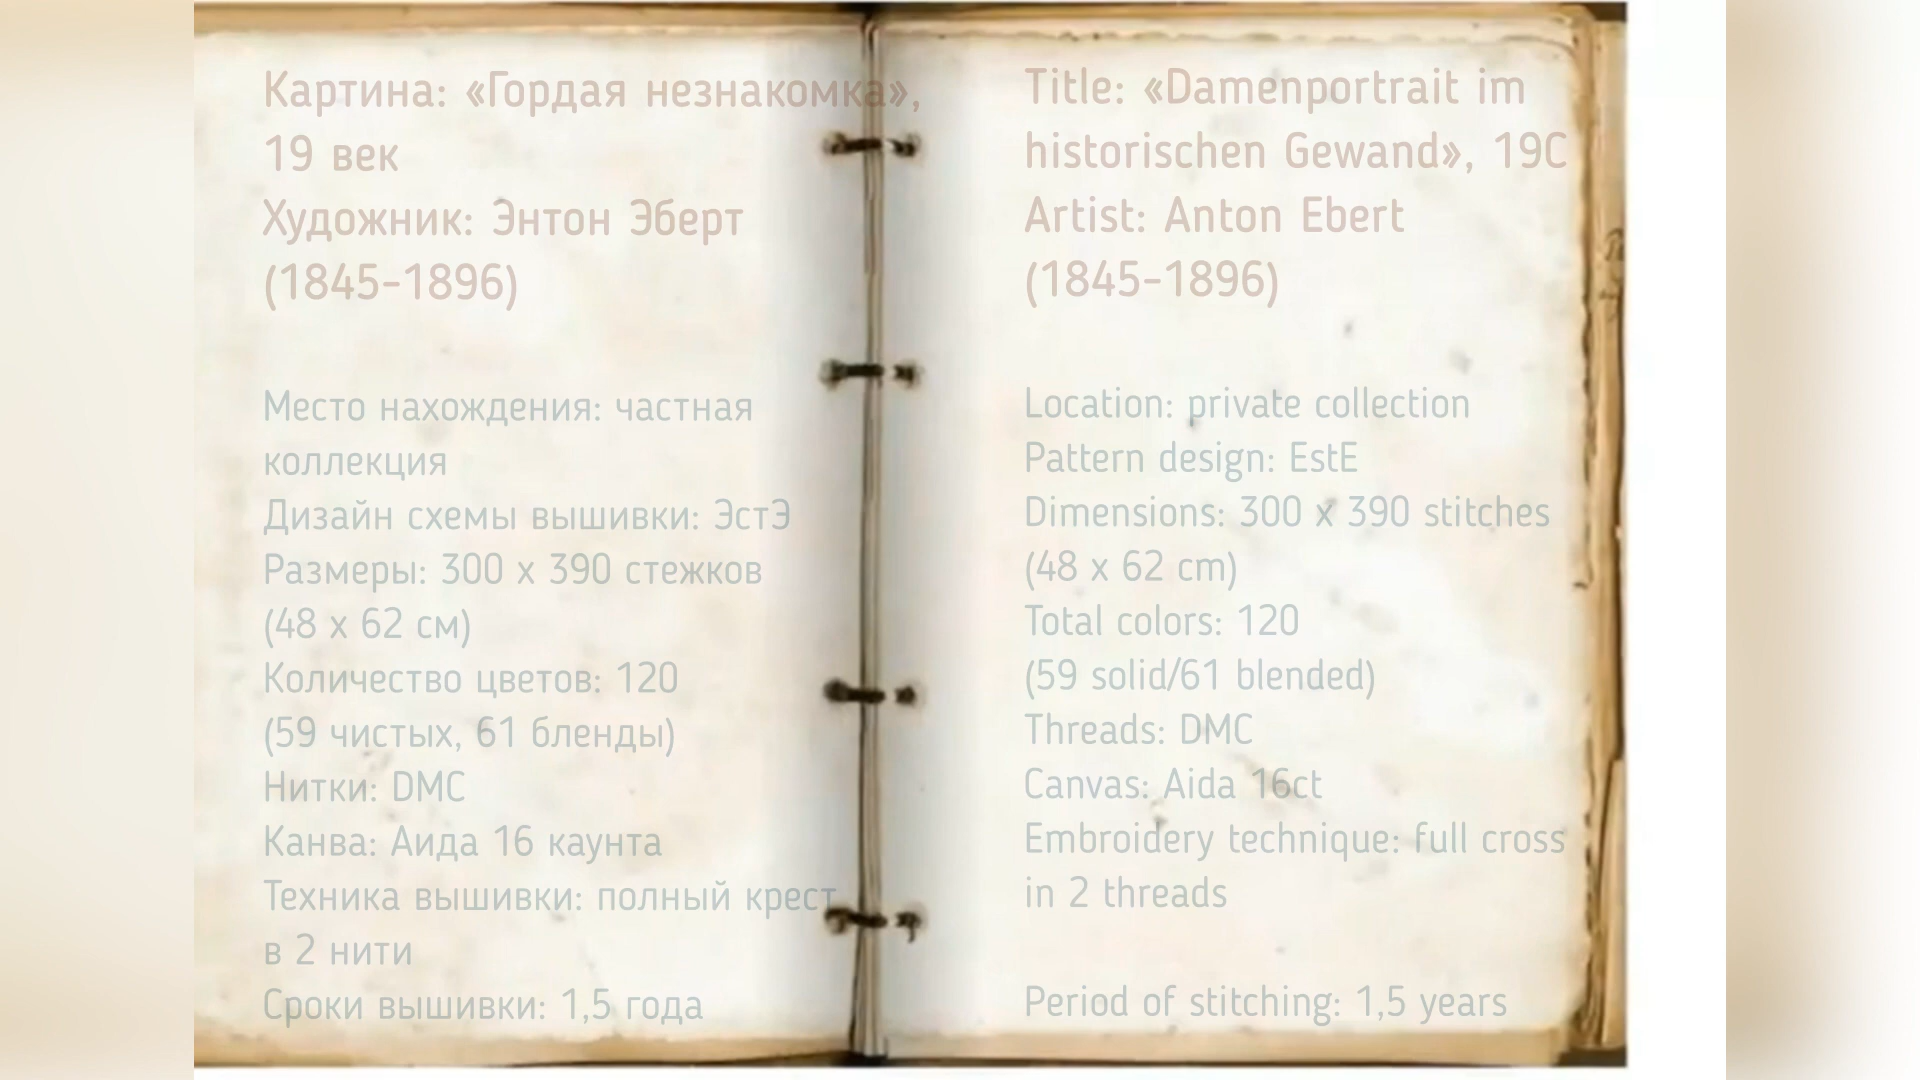 Картина: «Гордая незнакомка»,
19 век
Художник: Энтон Эберт
(1845-1896)
Место нахождения: частная
коллекция
Дизайн схемы вышивки: ЭстЭ
Размеры: 300 х 390 стежков
(48 х 62 см)
Количество цветов: 120
(59 чистых, 61 бленды)
Нитки: DMC
Канва: Аида 16 каунта
Техника вышивки: полный крест
в 2 нити
Сроки вышивки: 1,5 года
Title: «Damenportrait im
historischen Gewand», 19C
Artist: Anton Ebert
(1845-1896)
Location: private collection
Pattern design: EstE
Dimensions: 300 x 390 stitches
(48 x 62 cm)
Total colors: 120
(59 solid/61 blended)
Threads: DMC
Canvas: Aida 16ct
Embroidery technique: full cross
in 2 threads
Period of stitching: 1,5 years